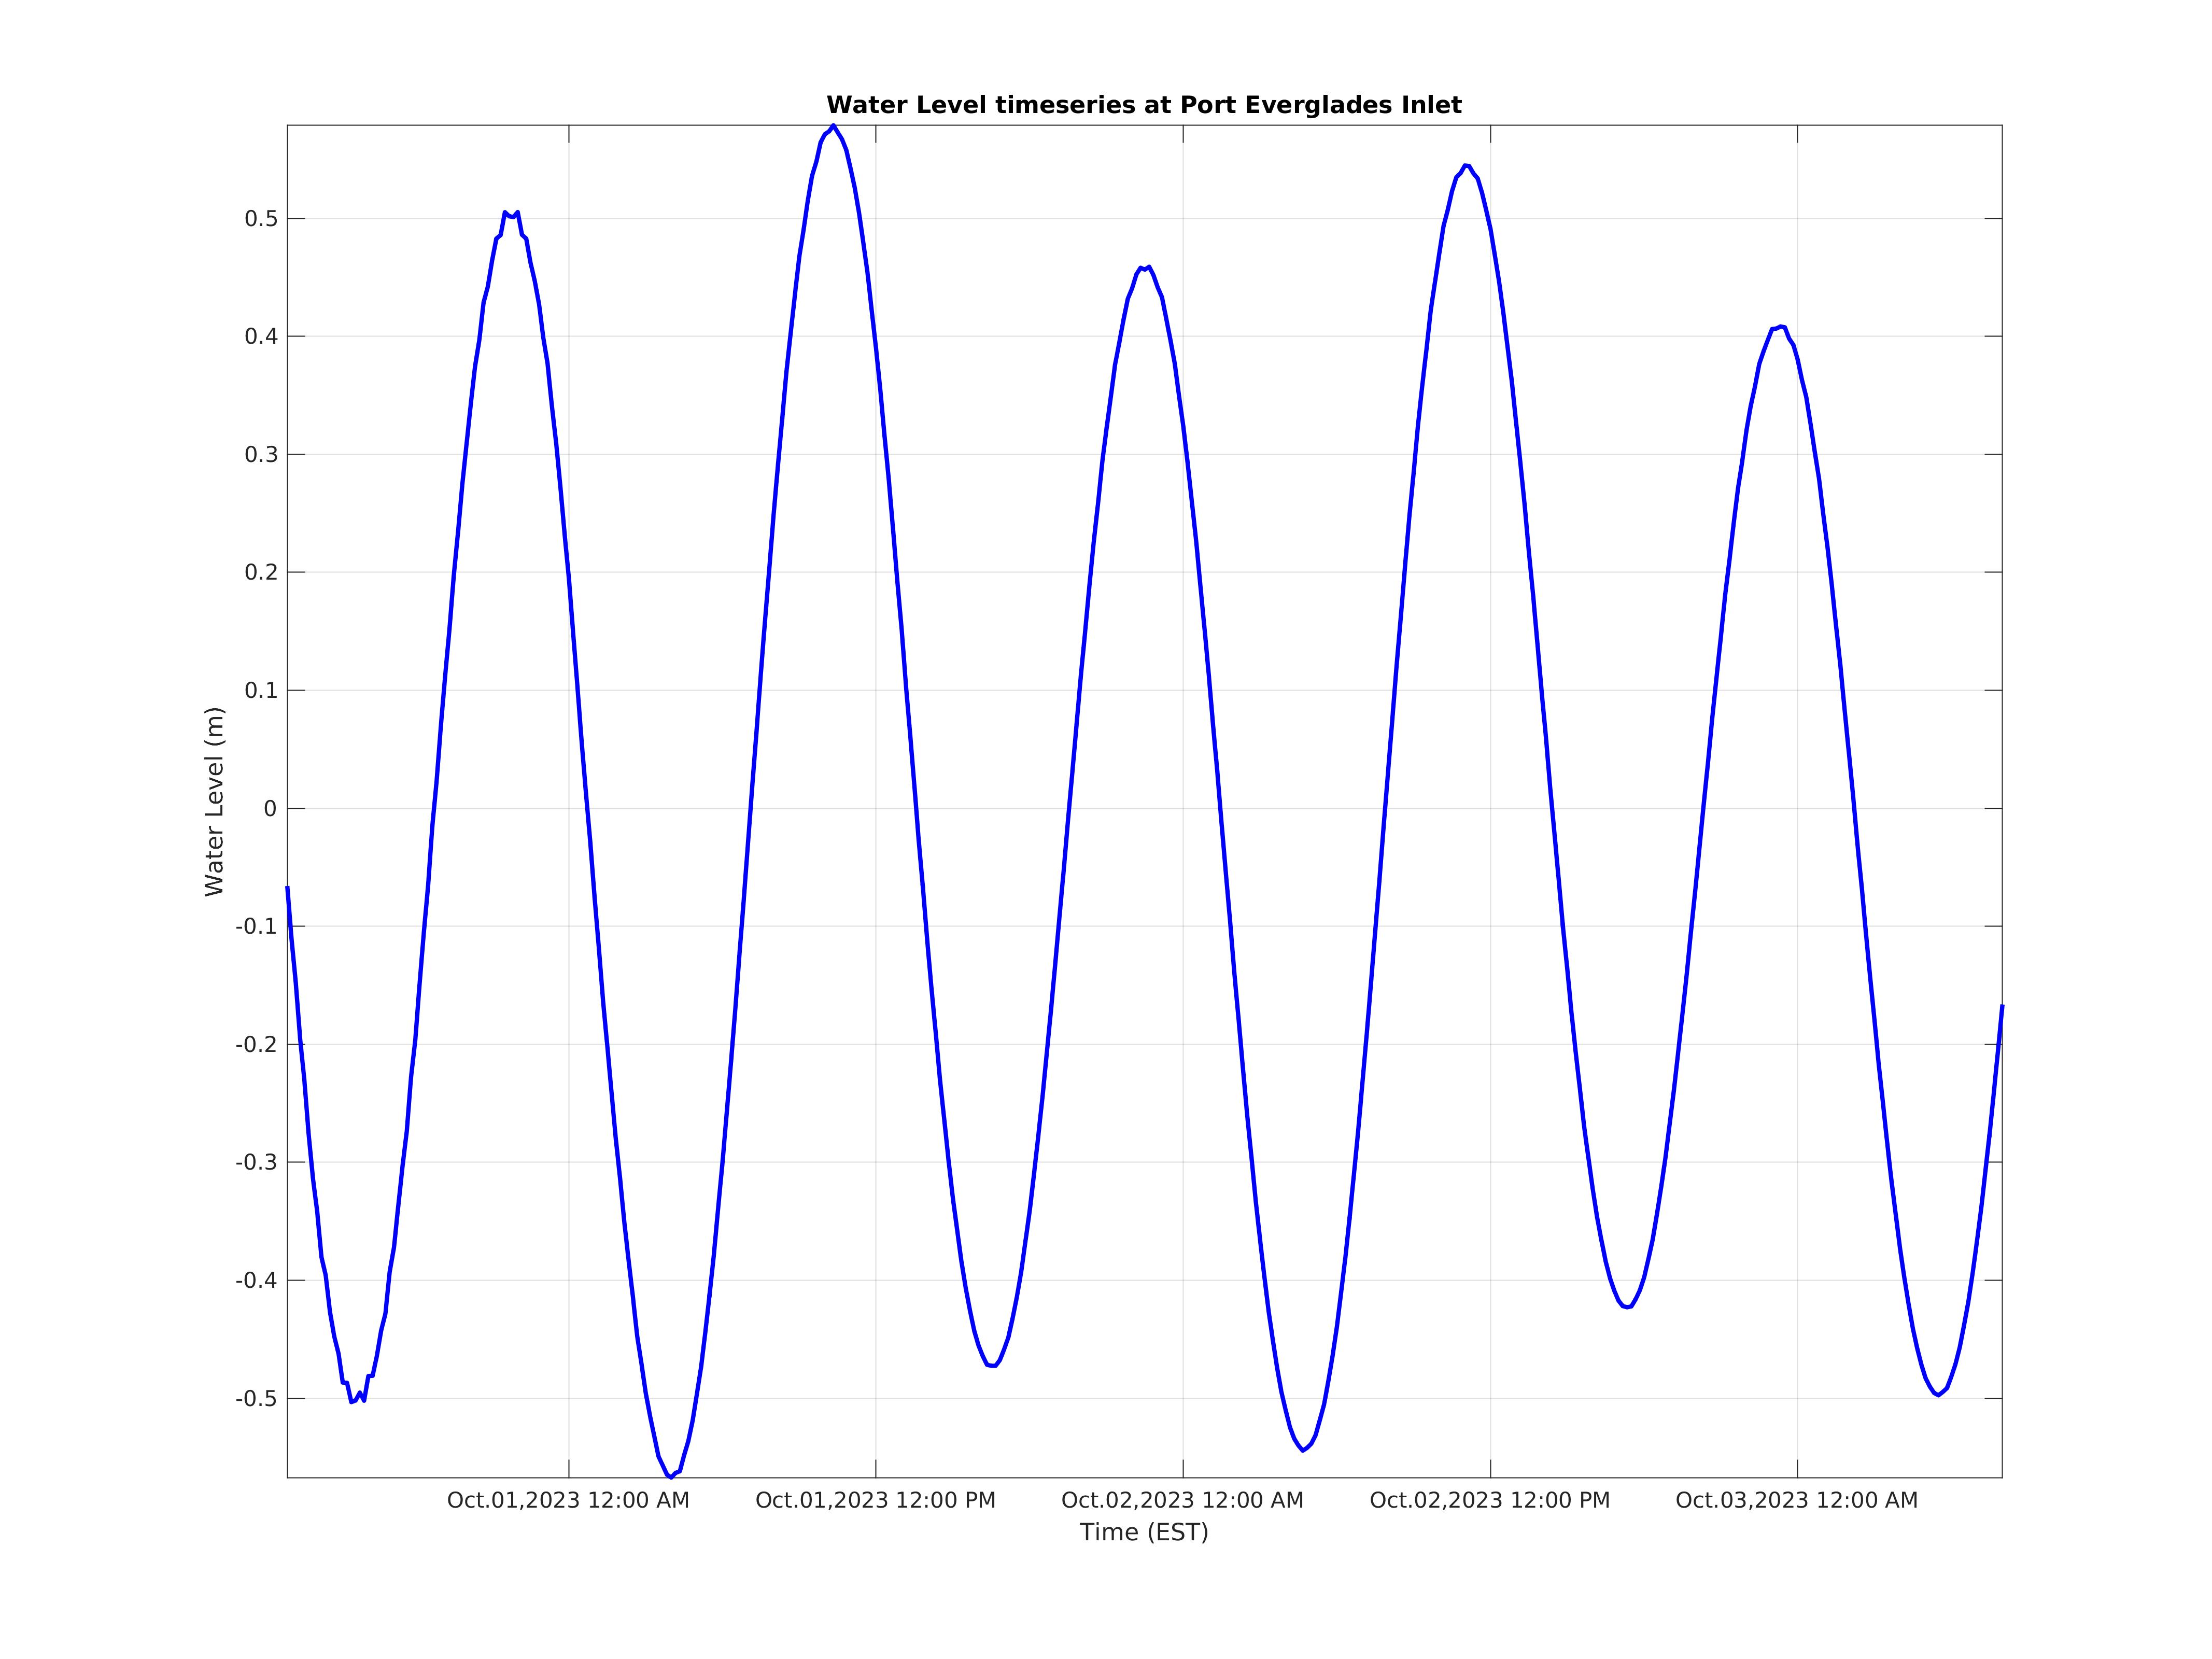 Water Level timeseries at Port Everglades Inlet
0.5
0.4
0.3
0.2
0.1
0
-0.1
-0.2
-0.3
-0.4
-0.5
Water Level (m)
Oct.01,2023 12:00 AM
Oct.01,2023 12:00 PM
Oct.02,2023 12:00 AM
Oct.02,2023 12:00 PM
Oct.03,2023 12:00 AM
Time (EST)